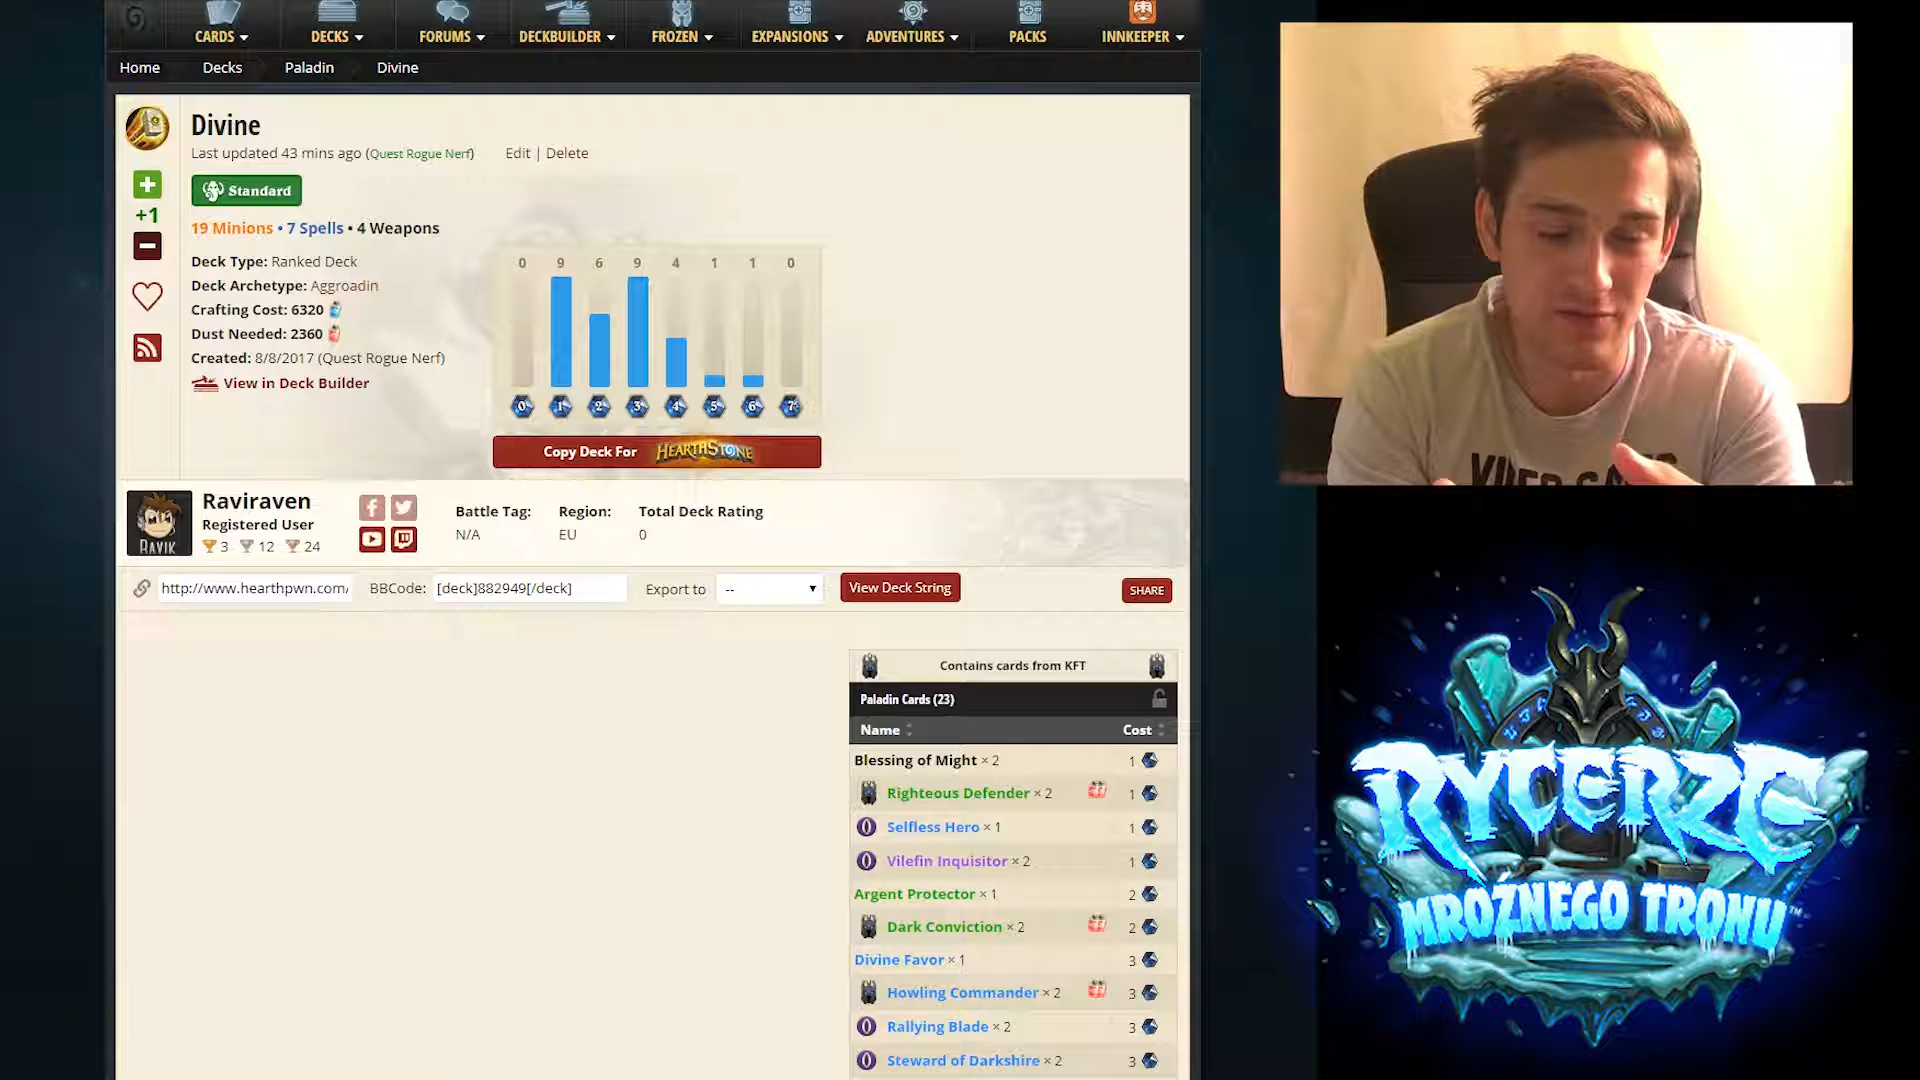 CARDS
DECKS
FORUMS
DECKBUILDER
FROZEN
EXPANSIONS
ADVENTURES
PACKS
INNKEEPER
Home
Decks
Paladin
Divine
Divine
Last updated 43 mins ago (Quest Rogue Nerf)
Edit | Delete
Standard
+1
19 Minions • 7 Spells • 4 Weapons
Deck Type: Ranked Deck
Deck Archetype: Aggroadin
Crafting Cost: 6320
Dust Needed: 2360
Created: 8/8/2017 (Quest Rogue Nerf)
View in Deck Builder
0 9 6 9 4 1 1 0
0 1 2 3 4 5 6 7
Copy Deck For HEARTHSTONE
RAVIK
Raviraven
Registered User
3 12 24
Battle Tag:
N/A
Region:
EU
Total Deck Rating
0
http://www.hearthpwn.com/
BBCode: [deck]882949[/deck]
Export to --
View Deck String
SHARE
Contains cards from KFT
Paladin Cards (23)
Name Cost
Blessing of Might × 2 1
Righteous Defender × 2 1
Selfless Hero × 1 1
Vilefin Inquisitor × 2 1
Argent Protector × 1 2
Dark Conviction × 2 2
Divine Favor × 1 3
Howling Commander × 2 3
Rallying Blade × 2 3
Steward of Darkshire × 2 3
VIDEO
RYCERZE
MROŹNEGO TRONU™